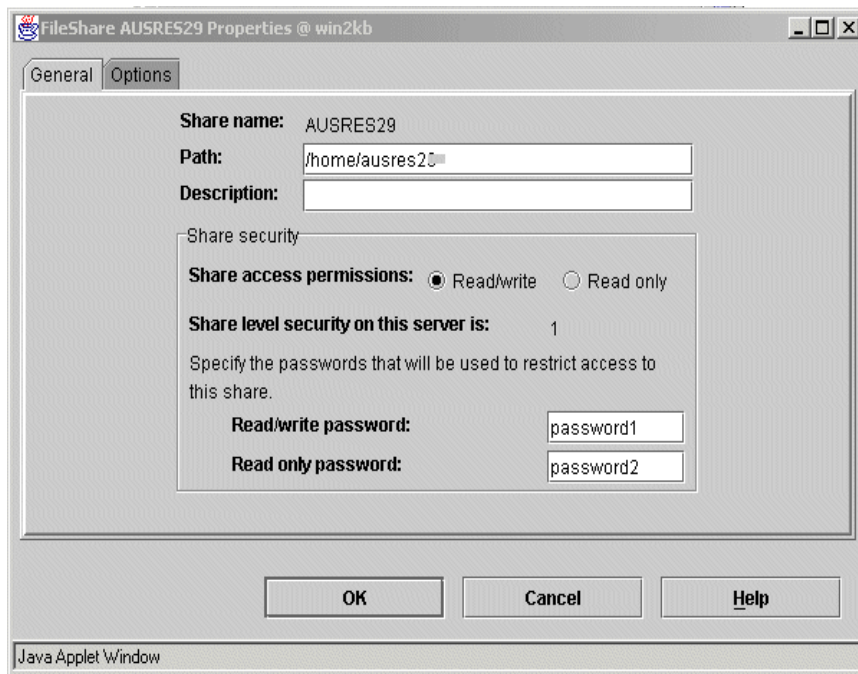 FileShare AUSRES29 Properties @ win2kb
General Options
Share name: AUSRES29
Path:
Description:
Share security
Share access permissions: Read/write Read only
Share level security on this server is: 1
Specify the passwords that will be used to restrict access to
this share.
Read/write password: password1
Read only password: password2
OK Cancel Help
Java Applet Window